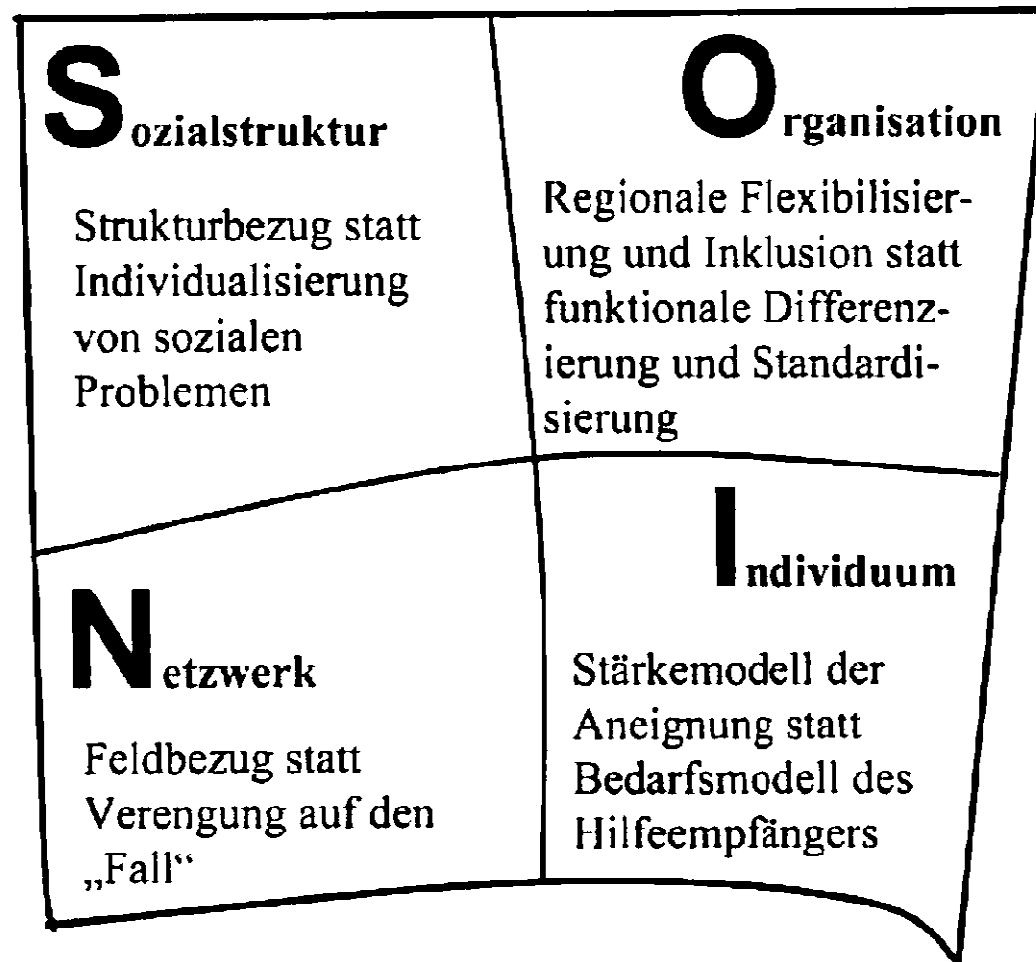 Sozialstruktur
Strukturbezug statt
Individualisierung
von sozialen
Problemen
Organisation
Regionale Flexibilisier-
ung und Inklusion statt
funktionale Differenz-
ierung und Standardi-
sierung
Netzwerk
Feldbezug statt
Verengung auf den
„Fall“
Individuum
Stärkemodell der
Aneignung statt
Bedarfsmodell des
Hilfeempfängers